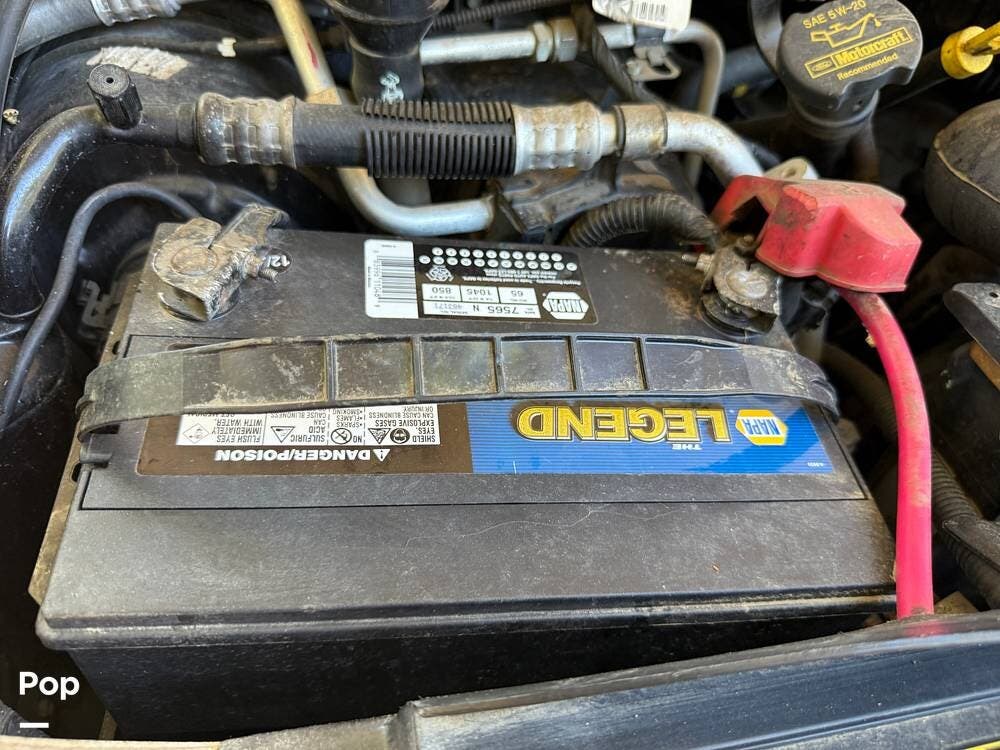 SAE 5W-20
Motorcraft
Recommended
NAPA
7565 N
65
1045
850
NAPA
THE
LEGEND
DANGER/POISON
SHIELD
EYES.
EXPLOSIVE GASES
CAN CAUSE BLINDNESS
OR INJURY.
NO
•SPARKS
•FLAMES
•SMOKING
SULFURIC
ACID
CAN
CAUSE BLINDNESS
FLUSH EYES
IMMEDIATELY
WITH WATER
Pop